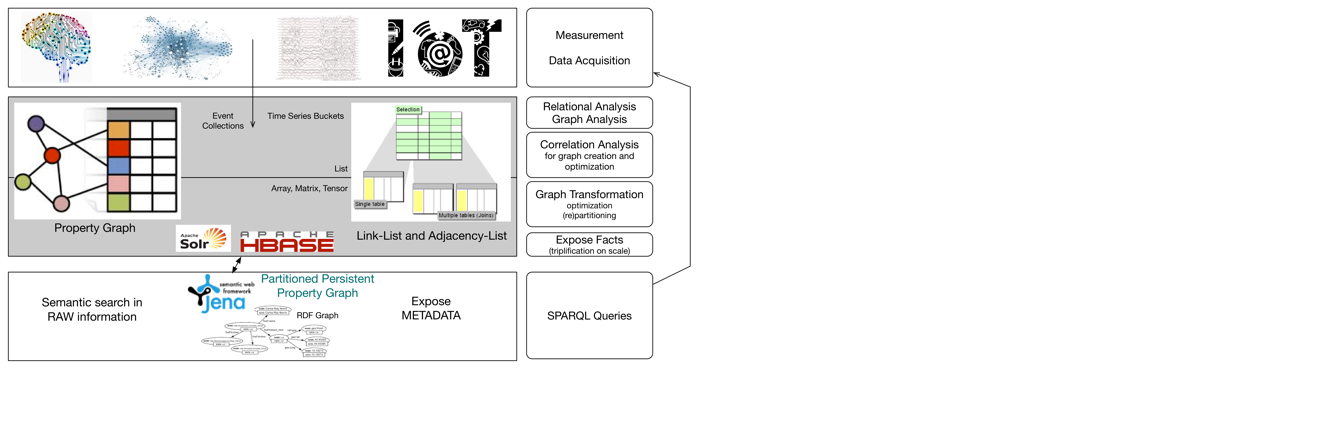 IoT
Measurement
Data Acquisition
Event
Collections
Time Series Buckets
List
Array, Matrix, Tensor
Property Graph
Apache
Solr
APACHE
HBASE
Selection
Single table
Multiple tables (Joins)
Link-List and Adjacency-List
Relational Analysis
Graph Analysis
Correlation Analysis
for graph creation and
optimization
Graph Transformation
optimization
(re)partitioning
Expose Facts
(triplification on scale)
Semantic search in
RAW information
semantic web
framework
Jena
Partitioned Persistent
Property Graph
RDF Graph
Expose
METADATA
SPARQL Queries